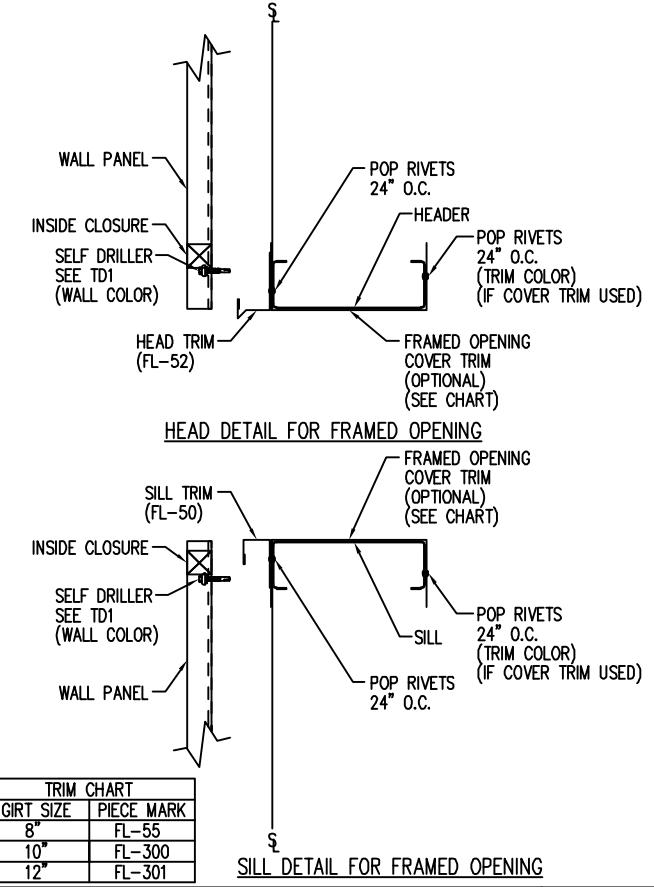 WALL PANEL
INSIDE CLOSURE
SELF DRILLER
SEE TD1
(WALL COLOR)
POP RIVETS
24" O.C.
HEADER
POP RIVETS
24" O.C.
(TRIM COLOR)
(IF COVER TRIM USED)
HEAD TRIM
(FL-52)
FRAMED OPENING
COVER TRIM
(OPTIONAL)
(SEE CHART)
HEAD DETAIL FOR FRAMED OPENING
FRAMED OPENING
COVER TRIM
(OPTIONAL)
(SEE CHART)
SILL TRIM
(FL-50)
INSIDE CLOSURE
SELF DRILLER
SEE TD1
(WALL COLOR)
WALL PANEL
POP RIVETS
24" O.C.
(TRIM COLOR)
(IF COVER TRIM USED)
SILL
POP RIVETS
24" O.C.
TRIM CHART
GIRT SIZE PIECE MARK
8" FL-55
10" FL-300
12" FL-301
SILL DETAIL FOR FRAMED OPENING